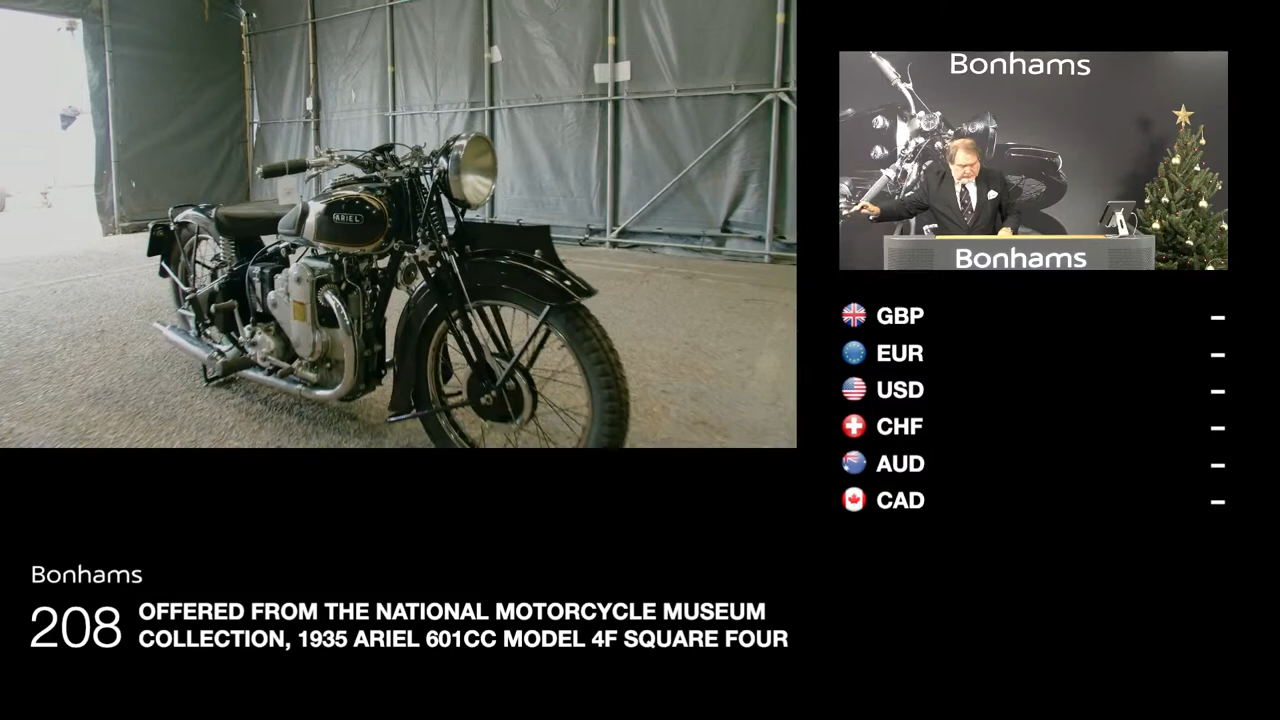 ARIEL
Bonhams
Bonhams
GBP –
EUR –
USD –
CHF –
AUD –
CAD –
Bonhams
208
OFFERED FROM THE NATIONAL MOTORCYCLE MUSEUM
COLLECTION, 1935 ARIEL 601CC MODEL 4F SQUARE FOUR